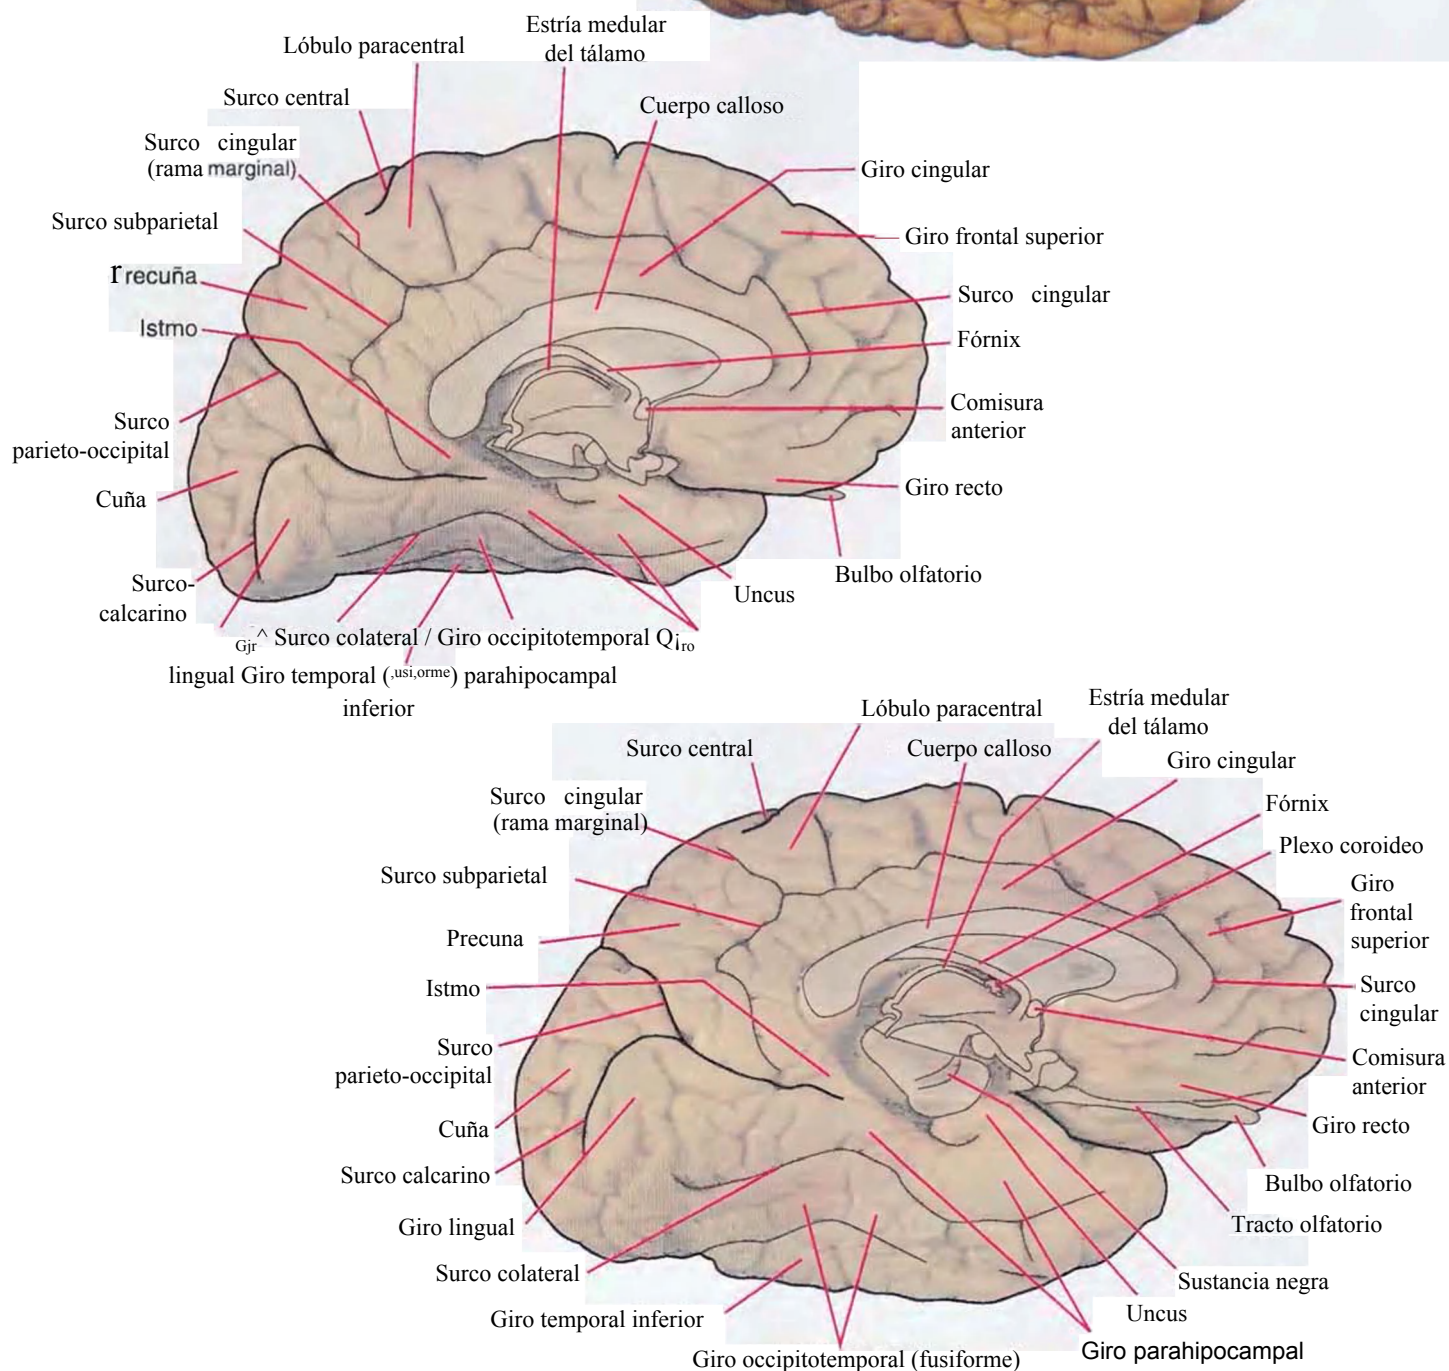 Estría medular
del tálamo
Lóbulo paracentral
Surco central
Cuerpo calloso
Surco cingular
(rama marginal)
Giro cingular
Surco subparietal
Giro frontal superior
rrecuña
Surco cingular
Istmo
Fórnix
Comisura
anterior
Surco
parieto-occipital
Cuña
Giro recto
Surco-
calcarino
Bulbo olfatorio
Uncus
Gjr^ Surco colateral / Giro occipitotemporal Q¡ro
lingual Giro temporal (,usi,orme) parahipocampal
inferior
Estría medular
del tálamo
Lóbulo paracentral
Surco central
Cuerpo calloso
Giro cingular
Surco cingular
(rama marginal)
Fórnix
Plexo coroideo
Surco subparietal
Giro
frontal
superior
Precuna
Istmo
Surco
cingular
Surco
parieto-occipital
Comisura
anterior
Cuña
Giro recto
Surco calcarino
Bulbo olfatorio
Giro lingual
Tracto olfatorio
Surco colateral
Sustancia negra
Giro temporal inferior
Uncus
Giro parahipocampal
Giro occipitotemporal (fusiforme)